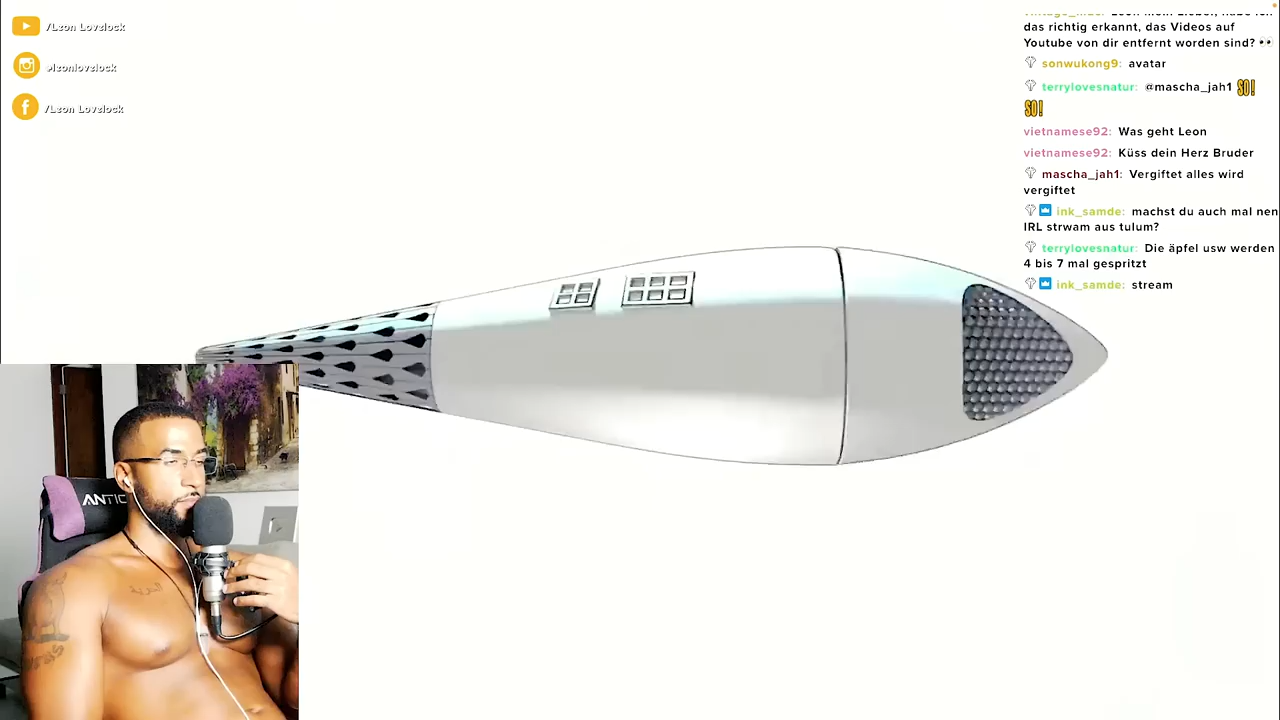 /Leon Lovelock
leonlovelock
/Leon Lovelock
das richtig erkannt, das Videos auf
Youtube von dir entfernt worden sind? 👀
sonwukong9: avatar
terrylovesnatur: @mascha_jah1 SO!
SO!
vietnamese92: Was geht Leon
vietnamese92: Küss dein Herz Bruder
mascha_jah1: Vergiftet alles wird
vergiftet
ink_samde: machst du auch mal nen
IRL strwam aus tulum?
terrylovesnatur: Die äpfel usw werden
4 bis 7 mal gespritzt
ink_samde: stream
ANTIC